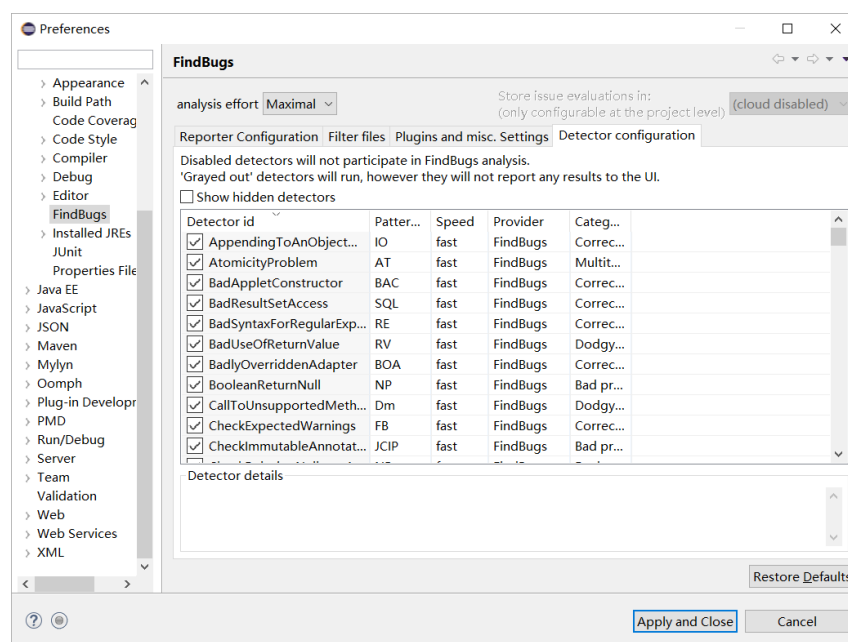 Preferences
FindBugs
Appearance
Build Path
Code Coverag
Code Style
Compiler
Debug
Editor
FindBugs
Installed JREs
JUnit
Properties File
Java EE
JavaScript
JSON
Maven
Mylyn
Oomph
Plug-in Developr
PMD
Run/Debug
Server
Team
Validation
Web
Web Services
XML
analysis effort Maximal
Store issue evaluations in:
(only configurable at the project level) (cloud disabled)
Reporter Configuration Filter files Plugins and misc. Settings Detector configuration
Disabled detectors will not participate in FindBugs analysis.
'Grayed out' detectors will run, however they will not report any results to the UI.
Show hidden detectors
Detector id Patter... Speed Provider Categ...
AppendingToAnObject... IO fast FindBugs Correc...
AtomicityProblem AT fast FindBugs Multit...
BadAppletConstructor BAC fast FindBugs Correc...
BadResultSetAccess SQL fast FindBugs Correc...
BadSyntaxForRegularExp... RE fast FindBugs Correc...
BadUseOfReturnValue RV fast FindBugs Dodgy...
BadlyOverriddenAdapter BOA fast FindBugs Correc...
BooleanReturnNull NP fast FindBugs Bad pr...
CallToUnsupportedMeth... Dm fast FindBugs Dodgy...
CheckExpectedWarnings FB fast FindBugs Correc...
CheckImmutableAnnotat... JCIP fast FindBugs Bad pr...
Detector details
Restore Defaults
Apply and Close Cancel